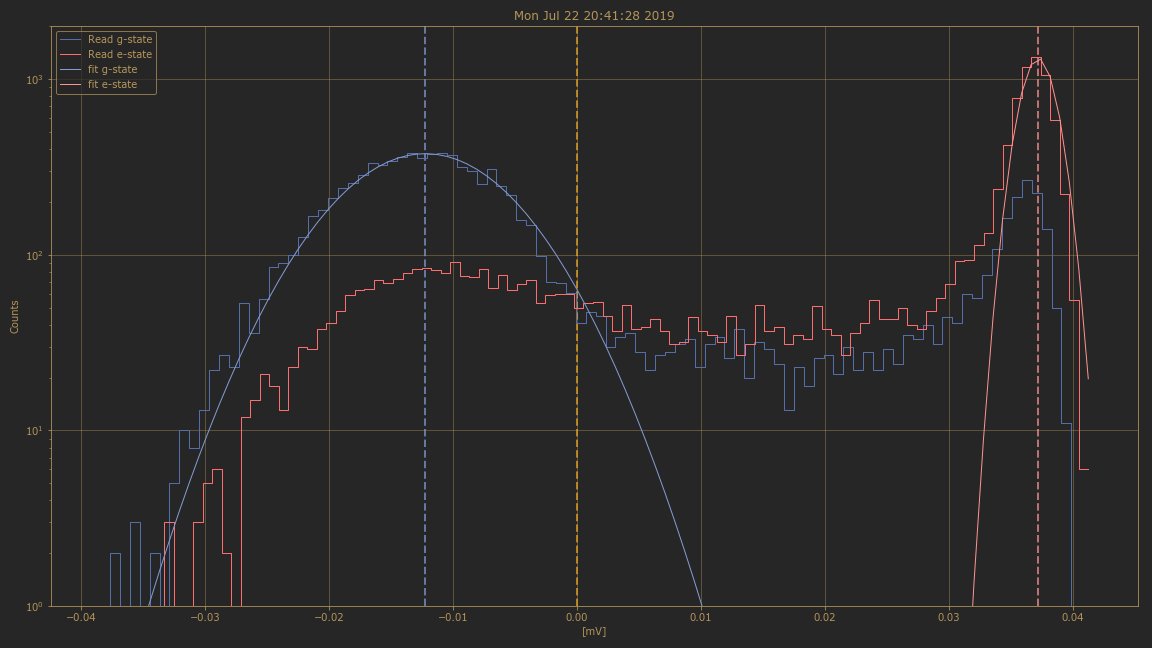 Mon Jul 22 20:41:28 2019
Read g-state
Read e-state
fit g-state
fit e-state
Counts
10³
10²
10¹
10⁰
−0.04 −0.03 −0.02 −0.01 0.00 0.01 0.02 0.03 0.04
[mV]